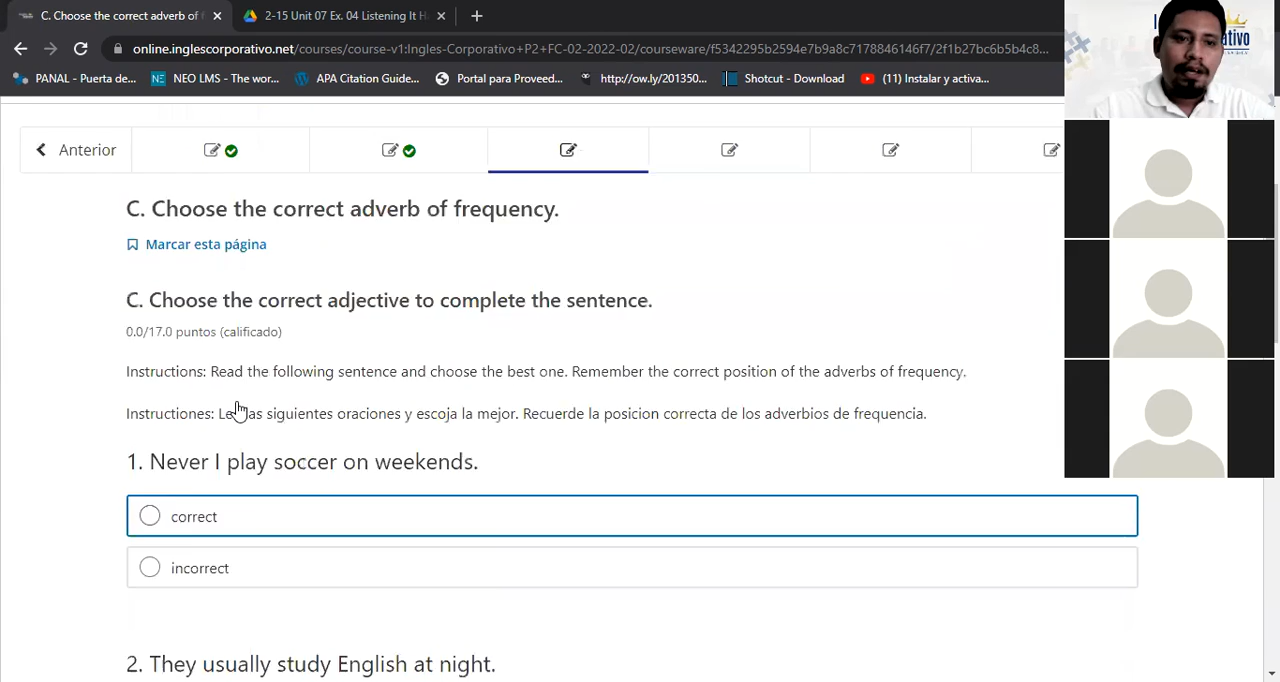 C. Choose the correct adverb of f
2-15 Unit 07 Ex. 04 Listening It H
online.inglescorporativo.net/courses/course-v1:Ingles-Corporativo+P2+FC-02-2022-02/courseware/f5342295b2594e7b9a8c7178846146f7/2f1b27bc6b5b4c8...
PANAL - Puerta de...
NEO LMS - The wor...
APA Citation Guide...
Portal para Proveed...
http://ow.ly/201350...
Shotcut - Download
(11) Instalar y activa...
Anterior
C. Choose the correct adverb of frequency.
Marcar esta página
C. Choose the correct adjective to complete the sentence.
0.0/17.0 puntos (calificado)
Instructions: Read the following sentence and choose the best one. Remember the correct position of the adverbs of frequency.
Instructiones: Le las siguientes oraciones y escoja la mejor. Recuerde la posicion correcta de los adverbios de frecuencia.
1. Never I play soccer on weekends.
correct
incorrect
2. They usually study English at night.